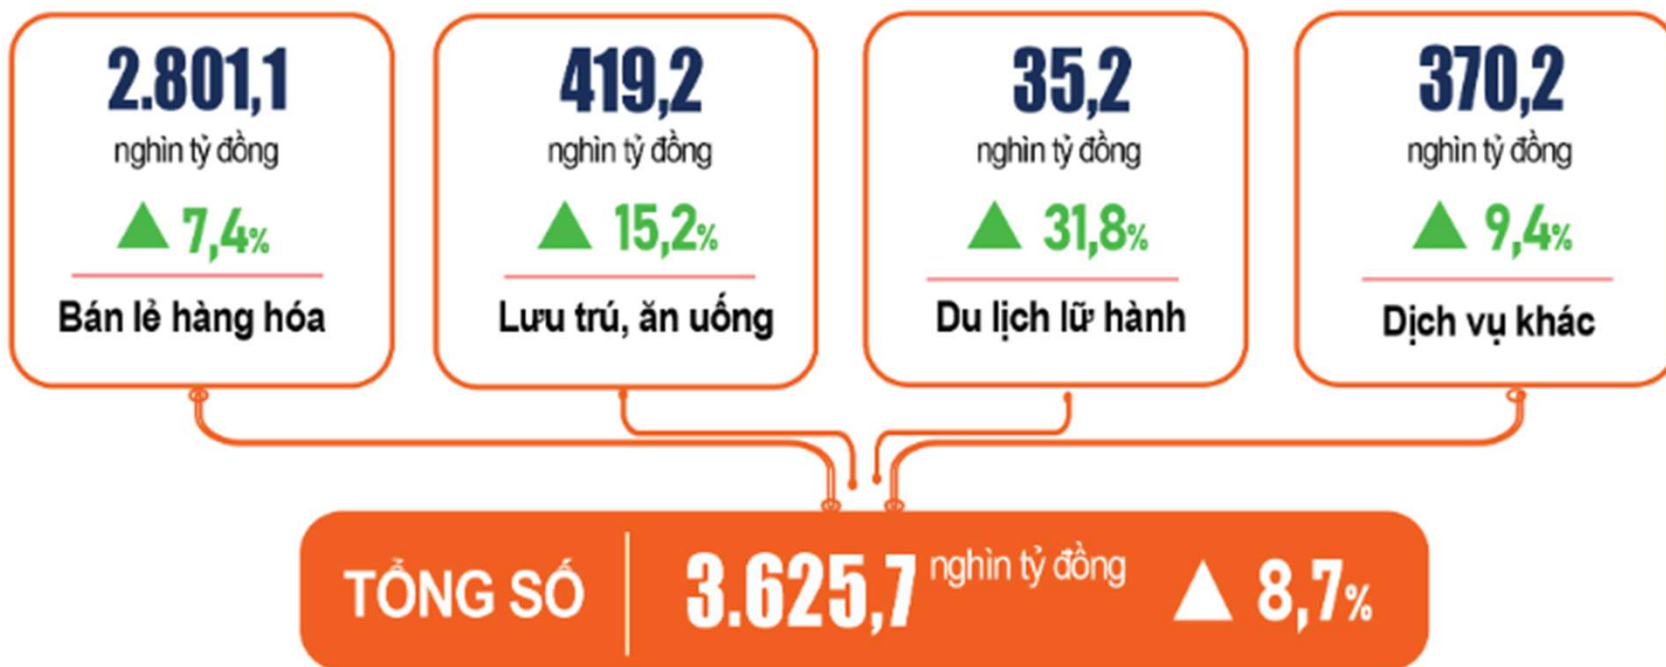 2.801,1
nghìn tỷ đồng
▲ 7,4%
Bán lẻ hàng hóa
419,2
nghìn tỷ đồng
▲ 15,2%
Lưu trú, ăn uống
35,2
nghìn tỷ đồng
▲ 31,8%
Du lịch lữ hành
370,2
nghìn tỷ đồng
▲ 9,4%
Dịch vụ khác
TỔNG SỐ 3.625,7 nghìn tỷ đồng ▲ 8,7%